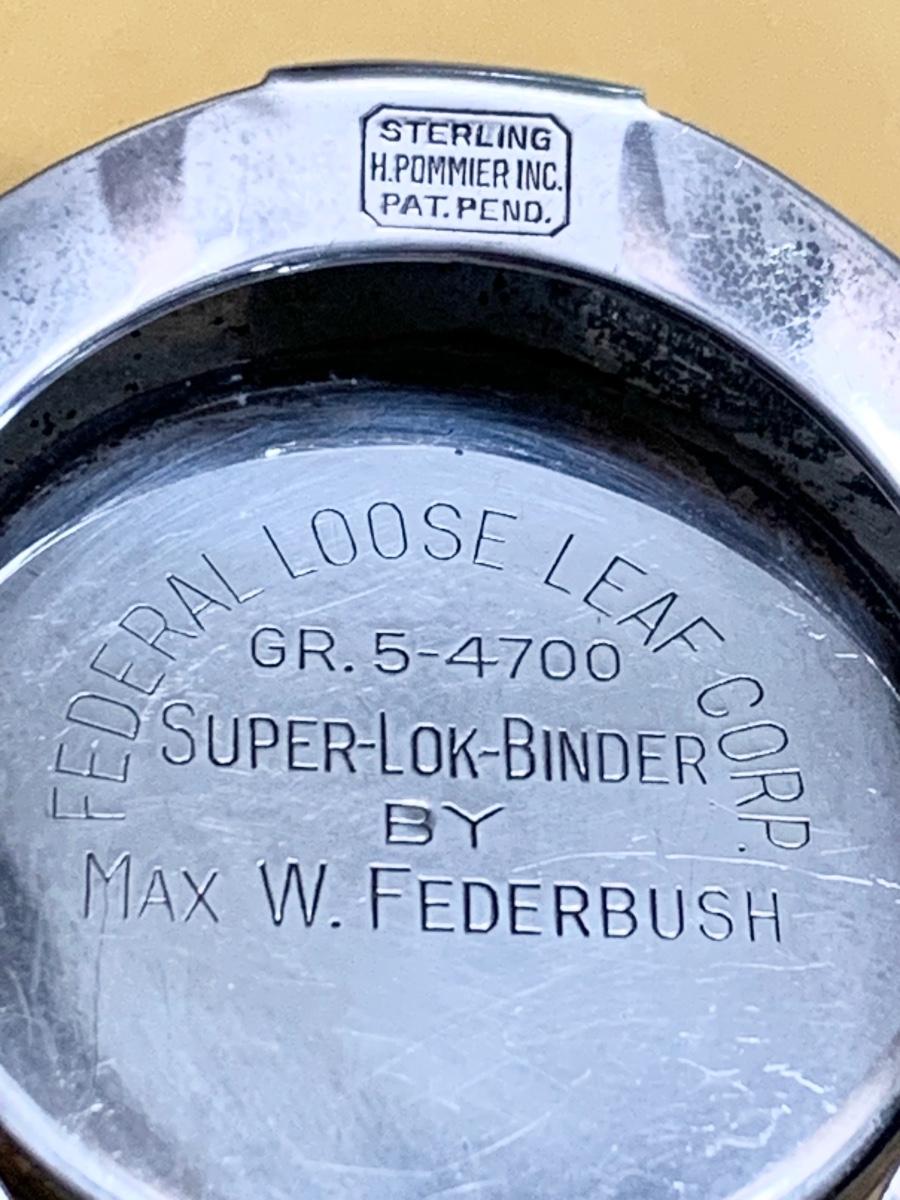 STERLING
H. POMMIER INC.
PAT. PEND.
FEDERAL LOOSE LEAF CORP.
GR. 5-4700
SUPER-LOK-BINDER
BY
MAX W. FEDERBUSH